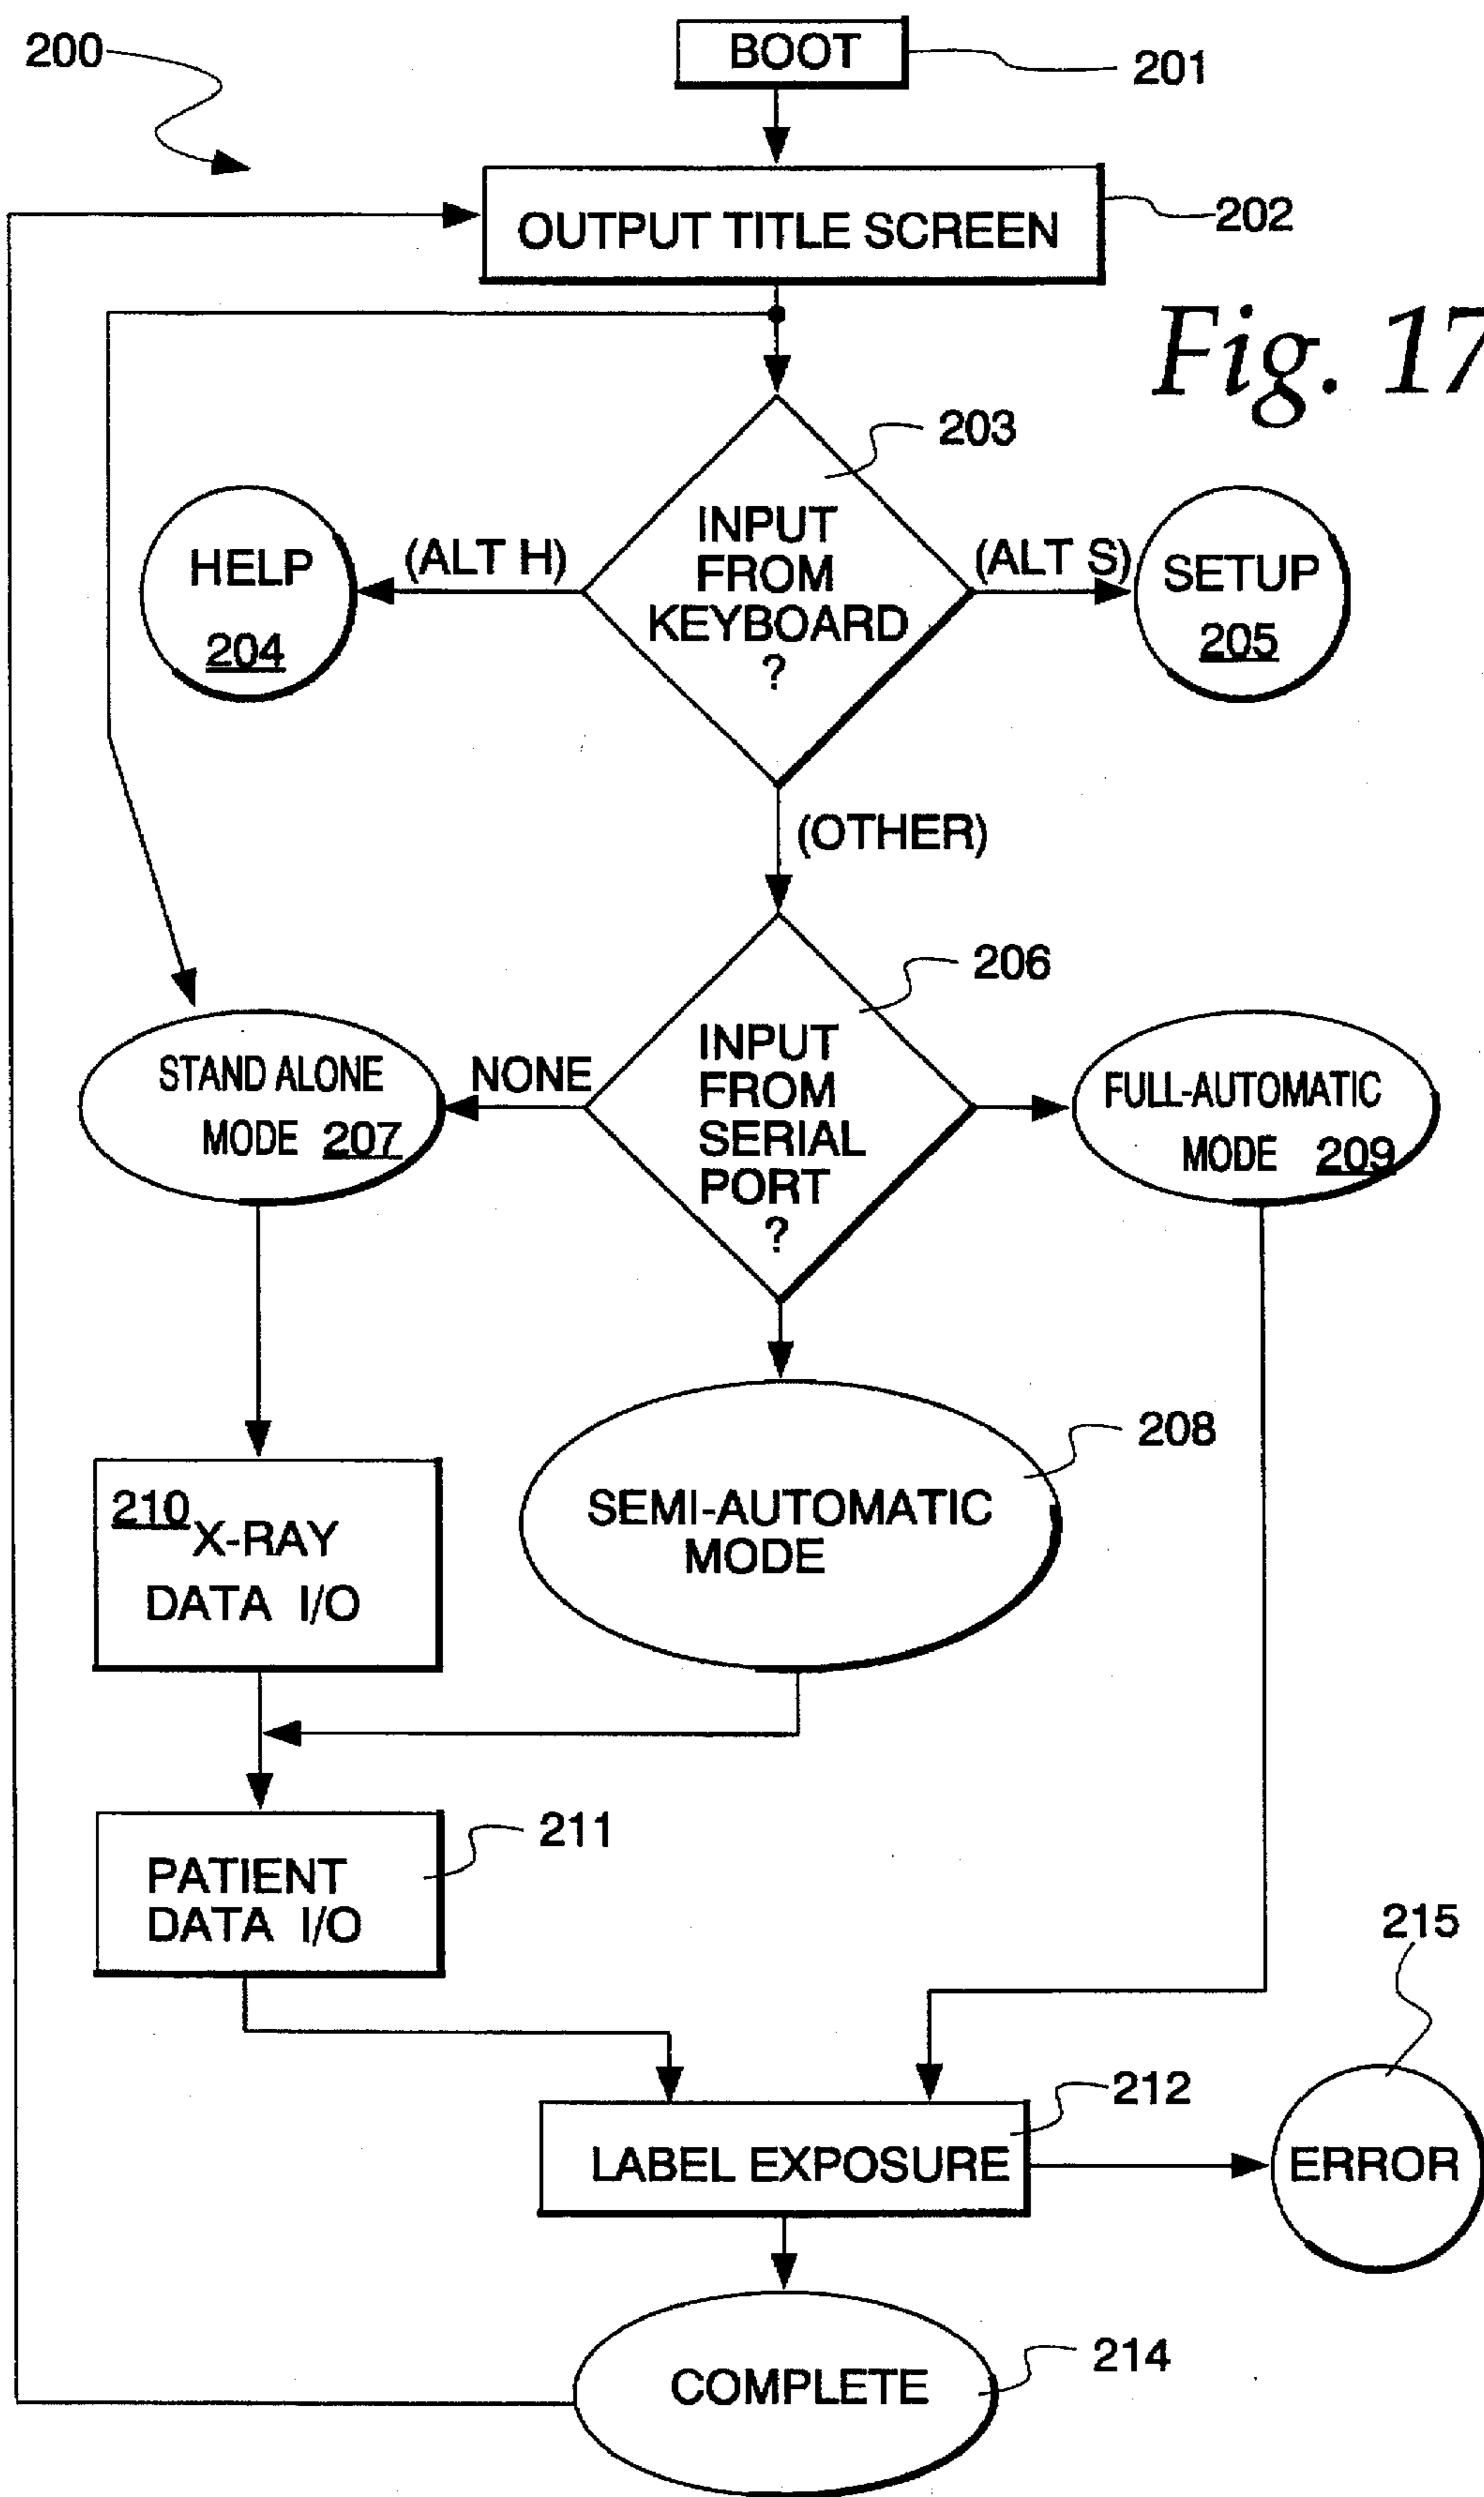 200
BOOT
201
OUTPUT TITLE SCREEN
202
Fig. 17
203
INPUT
FROM
KEYBOARD
?
(ALT H)
(ALT S)
HELP
204
SETUP
205
(OTHER)
206
INPUT
FROM
SERIAL
PORT
?
NONE
STAND ALONE
MODE 207
FULL-AUTOMATIC
MODE 209
208
SEMI-AUTOMATIC
MODE
210
X-RAY
DATA I/O
211
PATIENT
DATA I/O
215
212
LABEL EXPOSURE
ERROR
214
COMPLETE